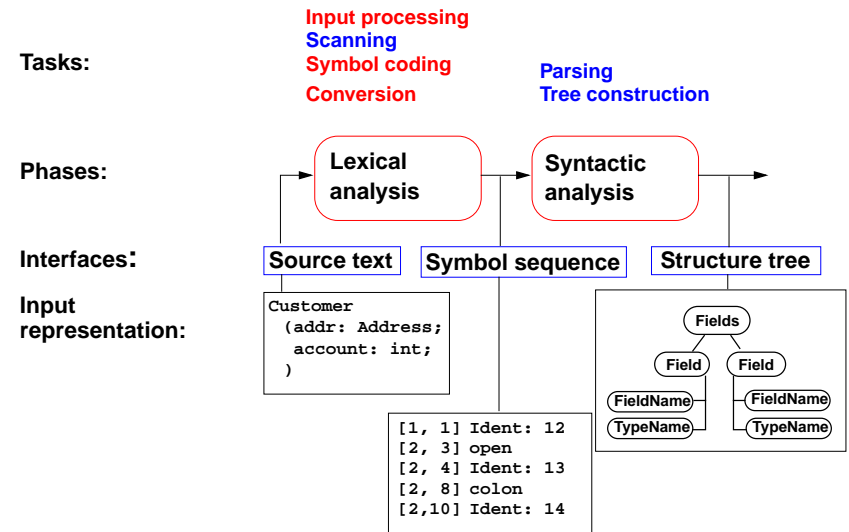 Tasks:
Input processing
Scanning
Symbol coding
Conversion
Parsing
Tree construction
Phases:
Lexical
analysis
Syntactic
analysis
Interfaces:
Source text
Symbol sequence
Structure tree
Input
representation:
Customer
(addr: Address;
account: int;
)
[1, 1] Ident: 12
[2, 3] open
[2, 4] Ident: 13
[2, 8] colon
[2,10] Ident: 14
Fields
Field Field
FieldName FieldName
TypeName TypeName